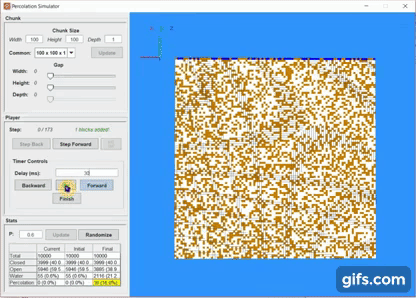 Percolation Simulator
Chunk
Chunk Size
Width 100 Height 100 Depth 1
Common: 100 x 100 x 1 Update
Gap
Width: 0
Height: 0
Depth: 0
Player
Step: 0 / 173 1 blocks added!
Step Back Step Forward
Timer Controls
Delay (ms): 30
Backward Forward
Finish
Stats
P: 0.6 Update Randomize
Current Initial Final
Total 10000 10000 10000
Closed 3999 (40.0 3999 (40.0 3999 (40.0
Open 5946 (59.5 5946 (59.5 3885 (38.9
Water 55 (0.6%) 55 (0.6%) 2116 (21.2
Percolation 0 (0.0%) 0 (0.0%)
gifs.com